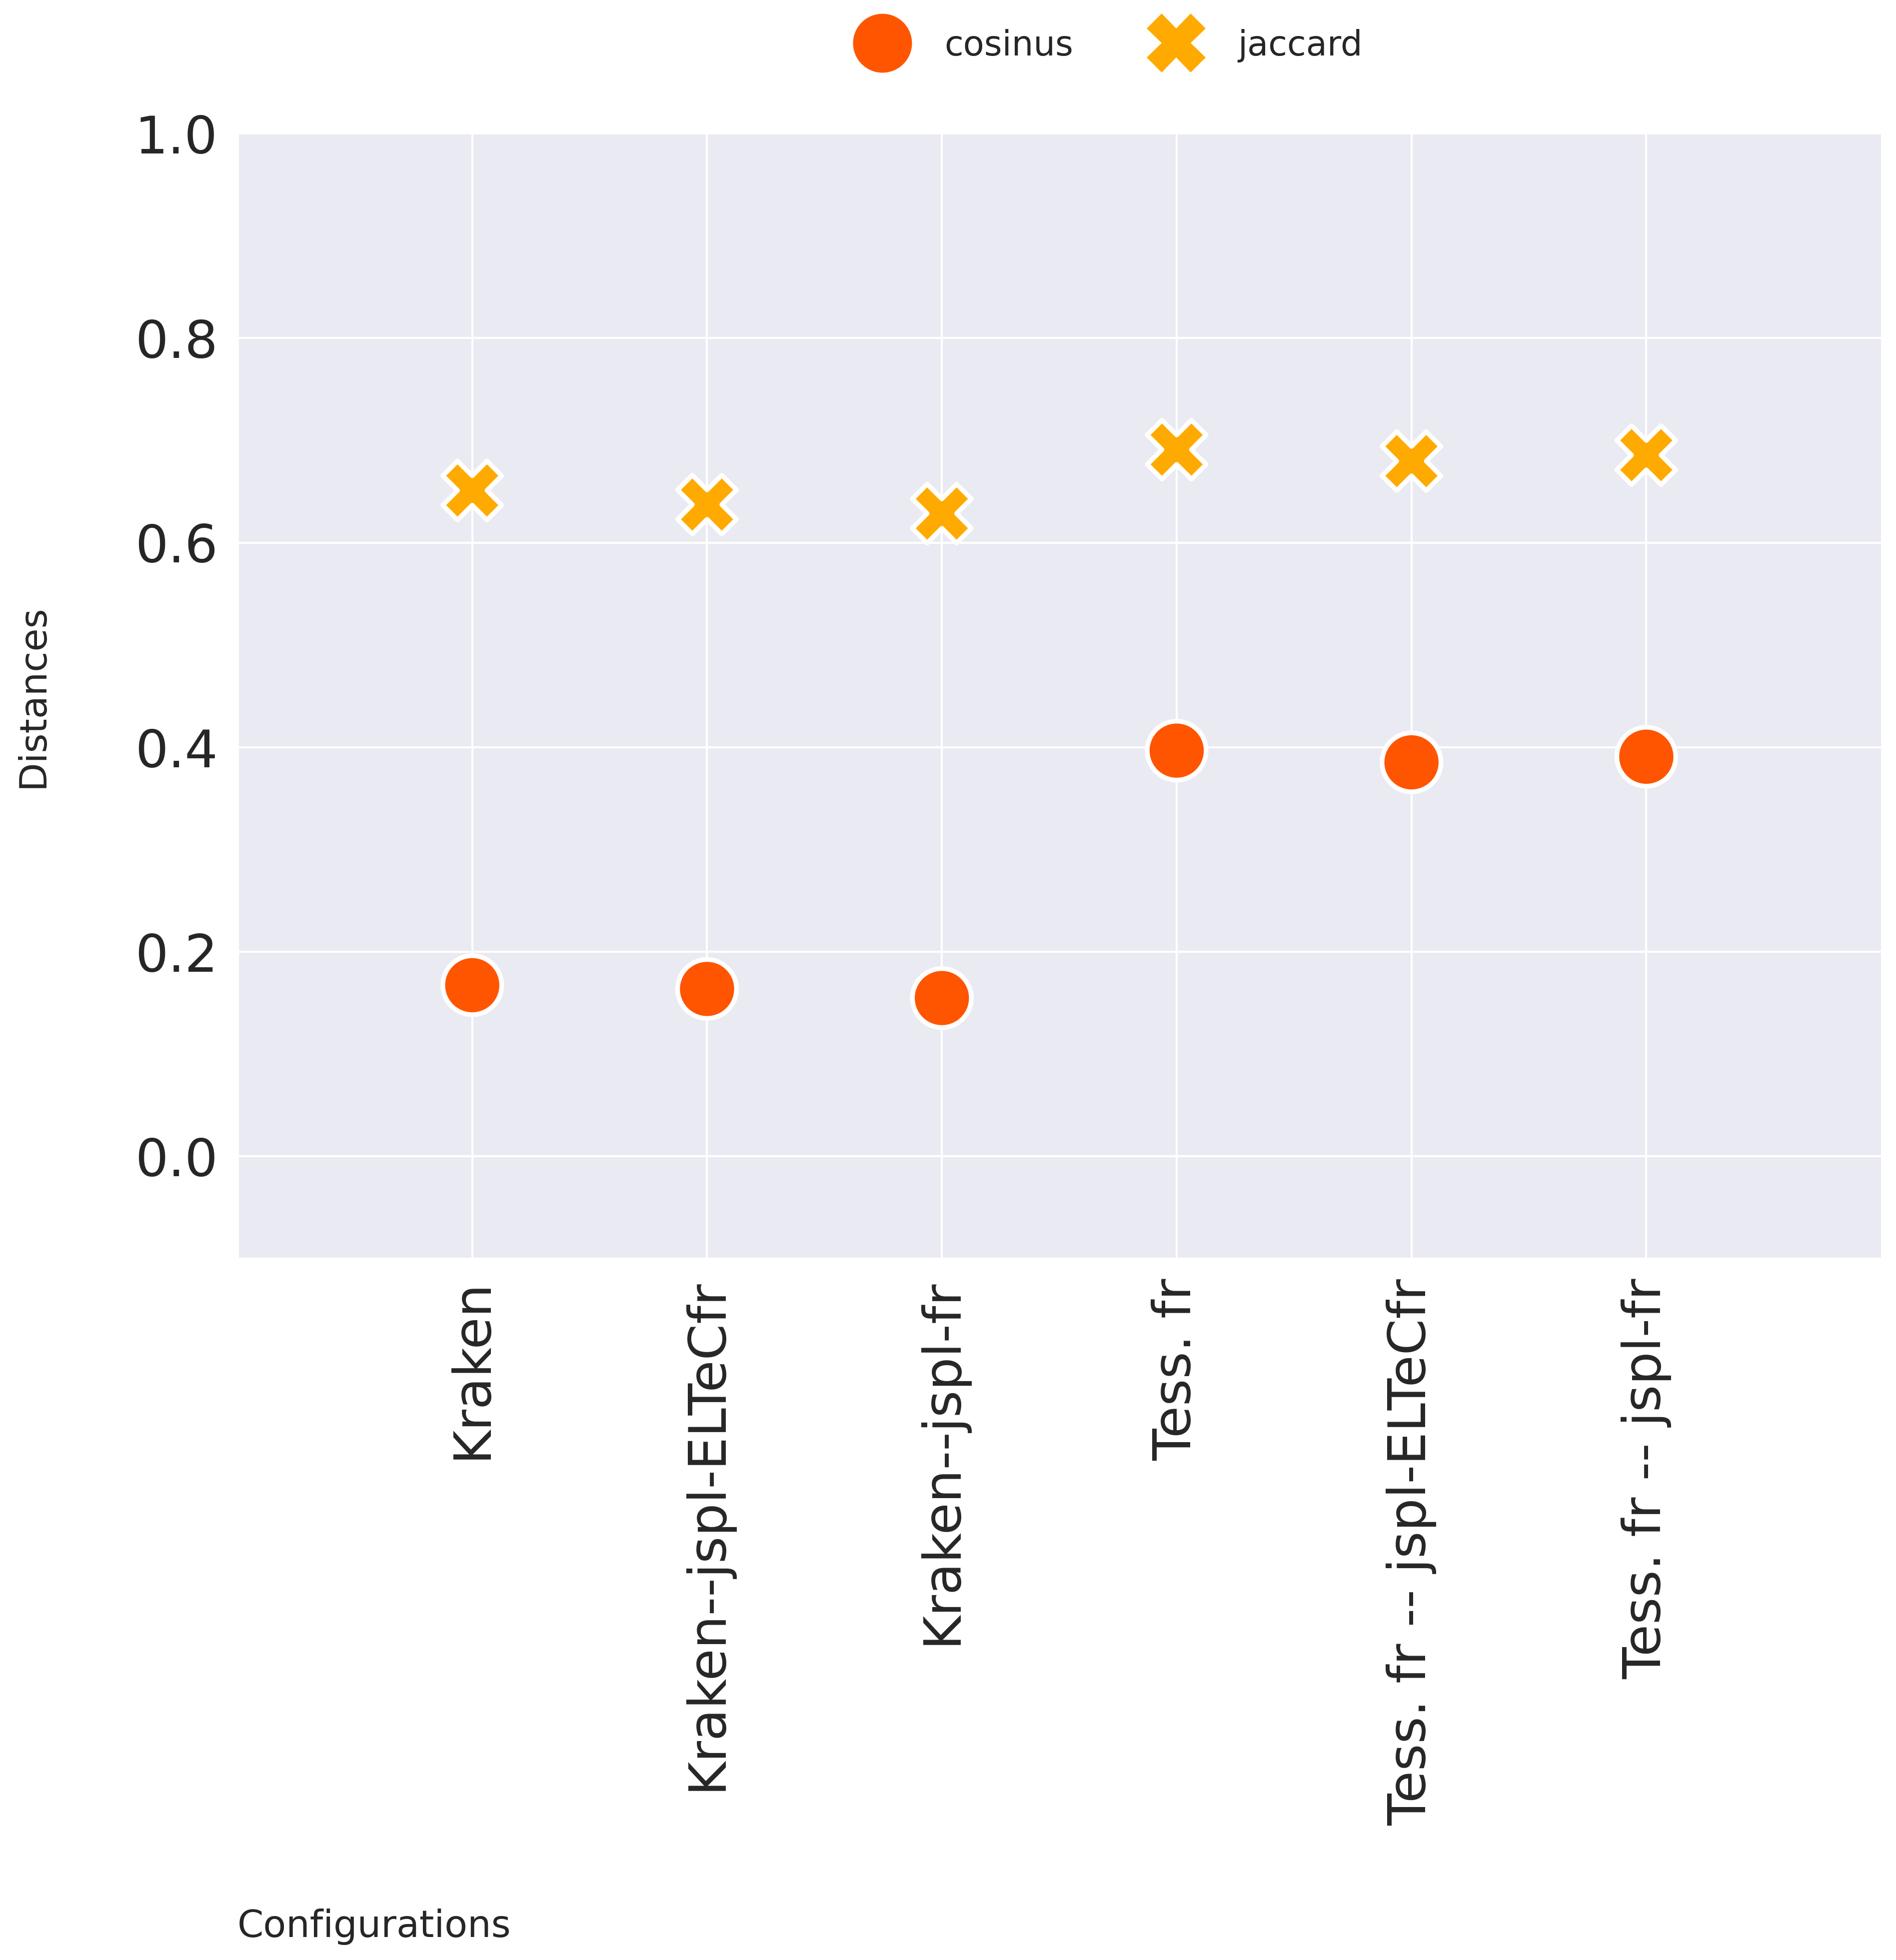 cosinus jaccard
1.0
0.8
0.6
0.4
0.2
0.0
Distances
Kraken
Kraken--jspl-ELTeCfr
Kraken--jspl-fr
Tess. fr
Tess. fr -- jspl-ELTeCfr
Tess. fr -- jspl-fr
Configurations